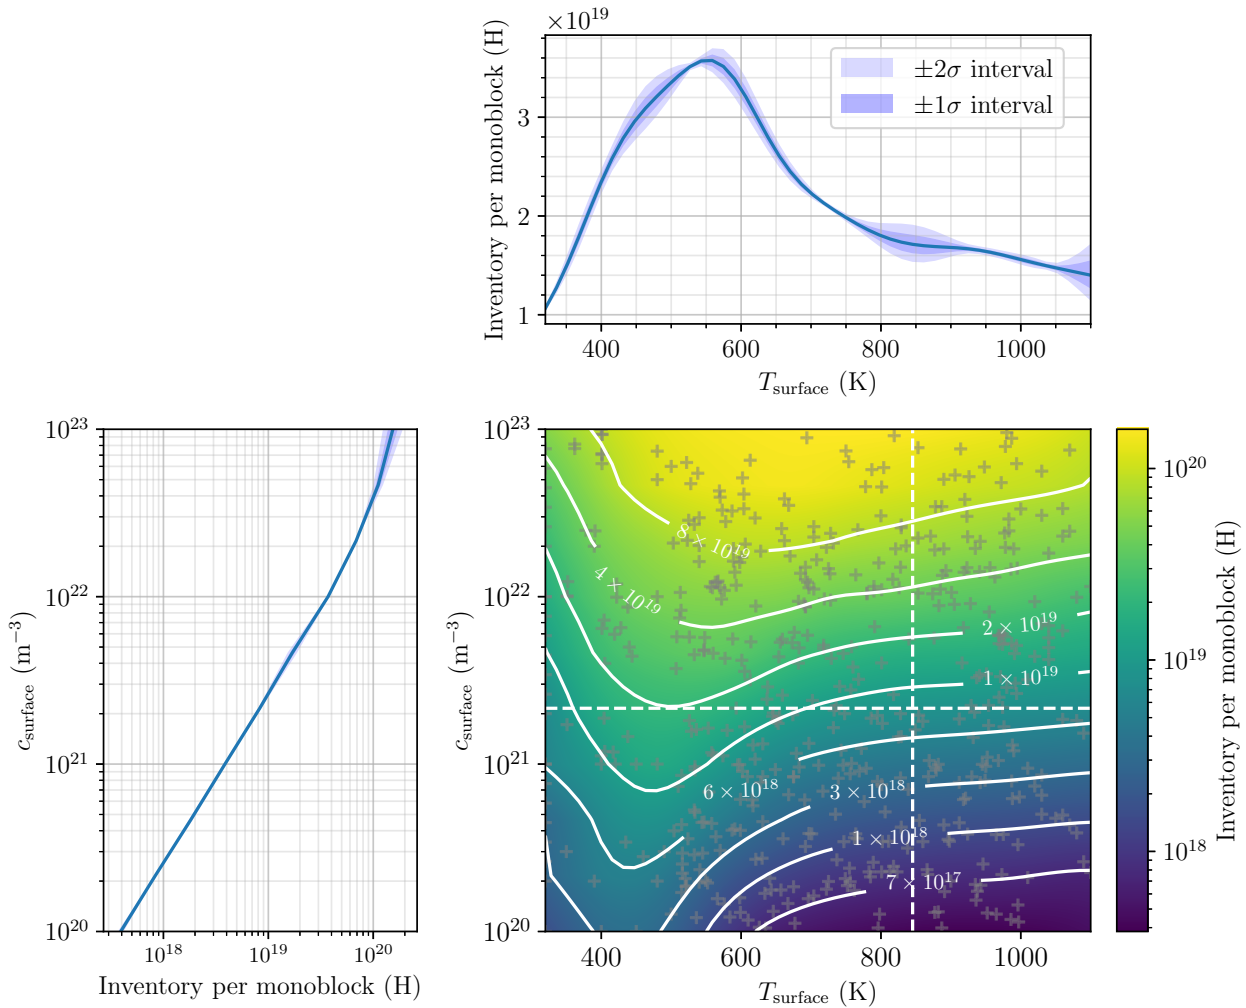 ×10¹⁹
Inventory per monoblock (H)
3
2
1
±2σ interval
±1σ interval
400 600 800 1000
T_surface (K)
c_surface (m⁻³)
10²³
10²²
10²¹
10²⁰
10¹⁸ 10¹⁹ 10²⁰
Inventory per monoblock (H)
c_surface (m⁻³)
10²³
10²²
10²¹
10²⁰
8 × 10¹⁹
4 × 10¹⁹
2 × 10¹⁹
1 × 10¹⁹
6 × 10¹⁸
3 × 10¹⁸
1 × 10¹⁸
7 × 10¹⁷
400 600 800 1000
T_surface (K)
10²⁰
10¹⁹
10¹⁸
Inventory per monoblock (H)